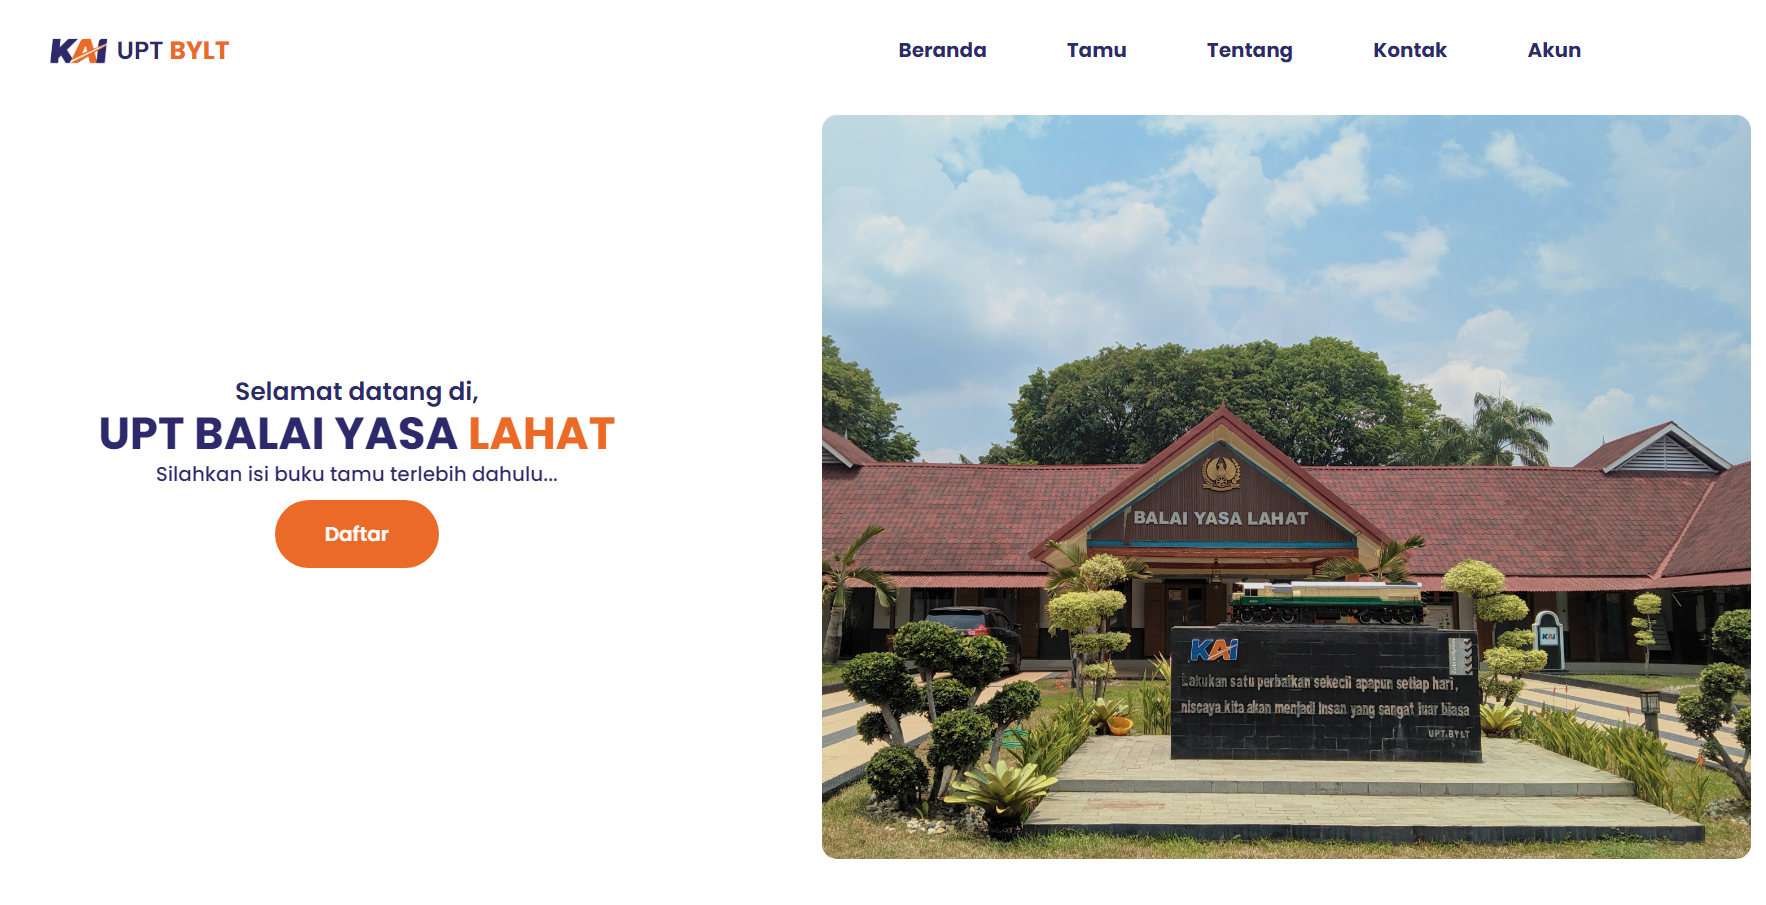 KAI UPT BYLT
Beranda
Tamu
Tentang
Kontak
Akun
Selamat datang di,
UPT BALAI YASA LAHAT
Silahkan isi buku tamu terlebih dahulu...
Daftar
BALAI YASA LAHAT
KAI
KAI
Lakukan satu perbaikan sekecil apapun setiap hari,
niscaya kita akan menjadi insan yang sangat luar biasa
UPT.BYLT